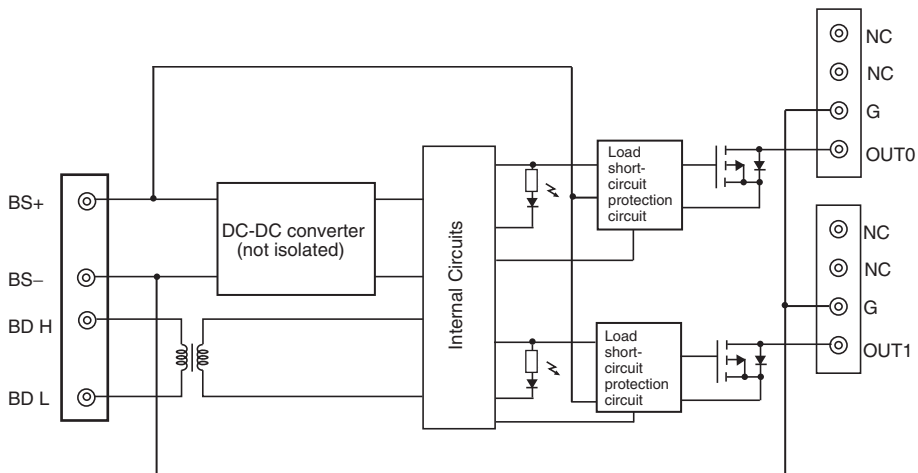 BS+
BS−
BD H
BD L
DC-DC converter
(not isolated)
Internal Circuits
Load
short-
circuit
protection
circuit
Load
short-
circuit
protection
circuit
NC
NC
G
OUT0
NC
NC
G
OUT1